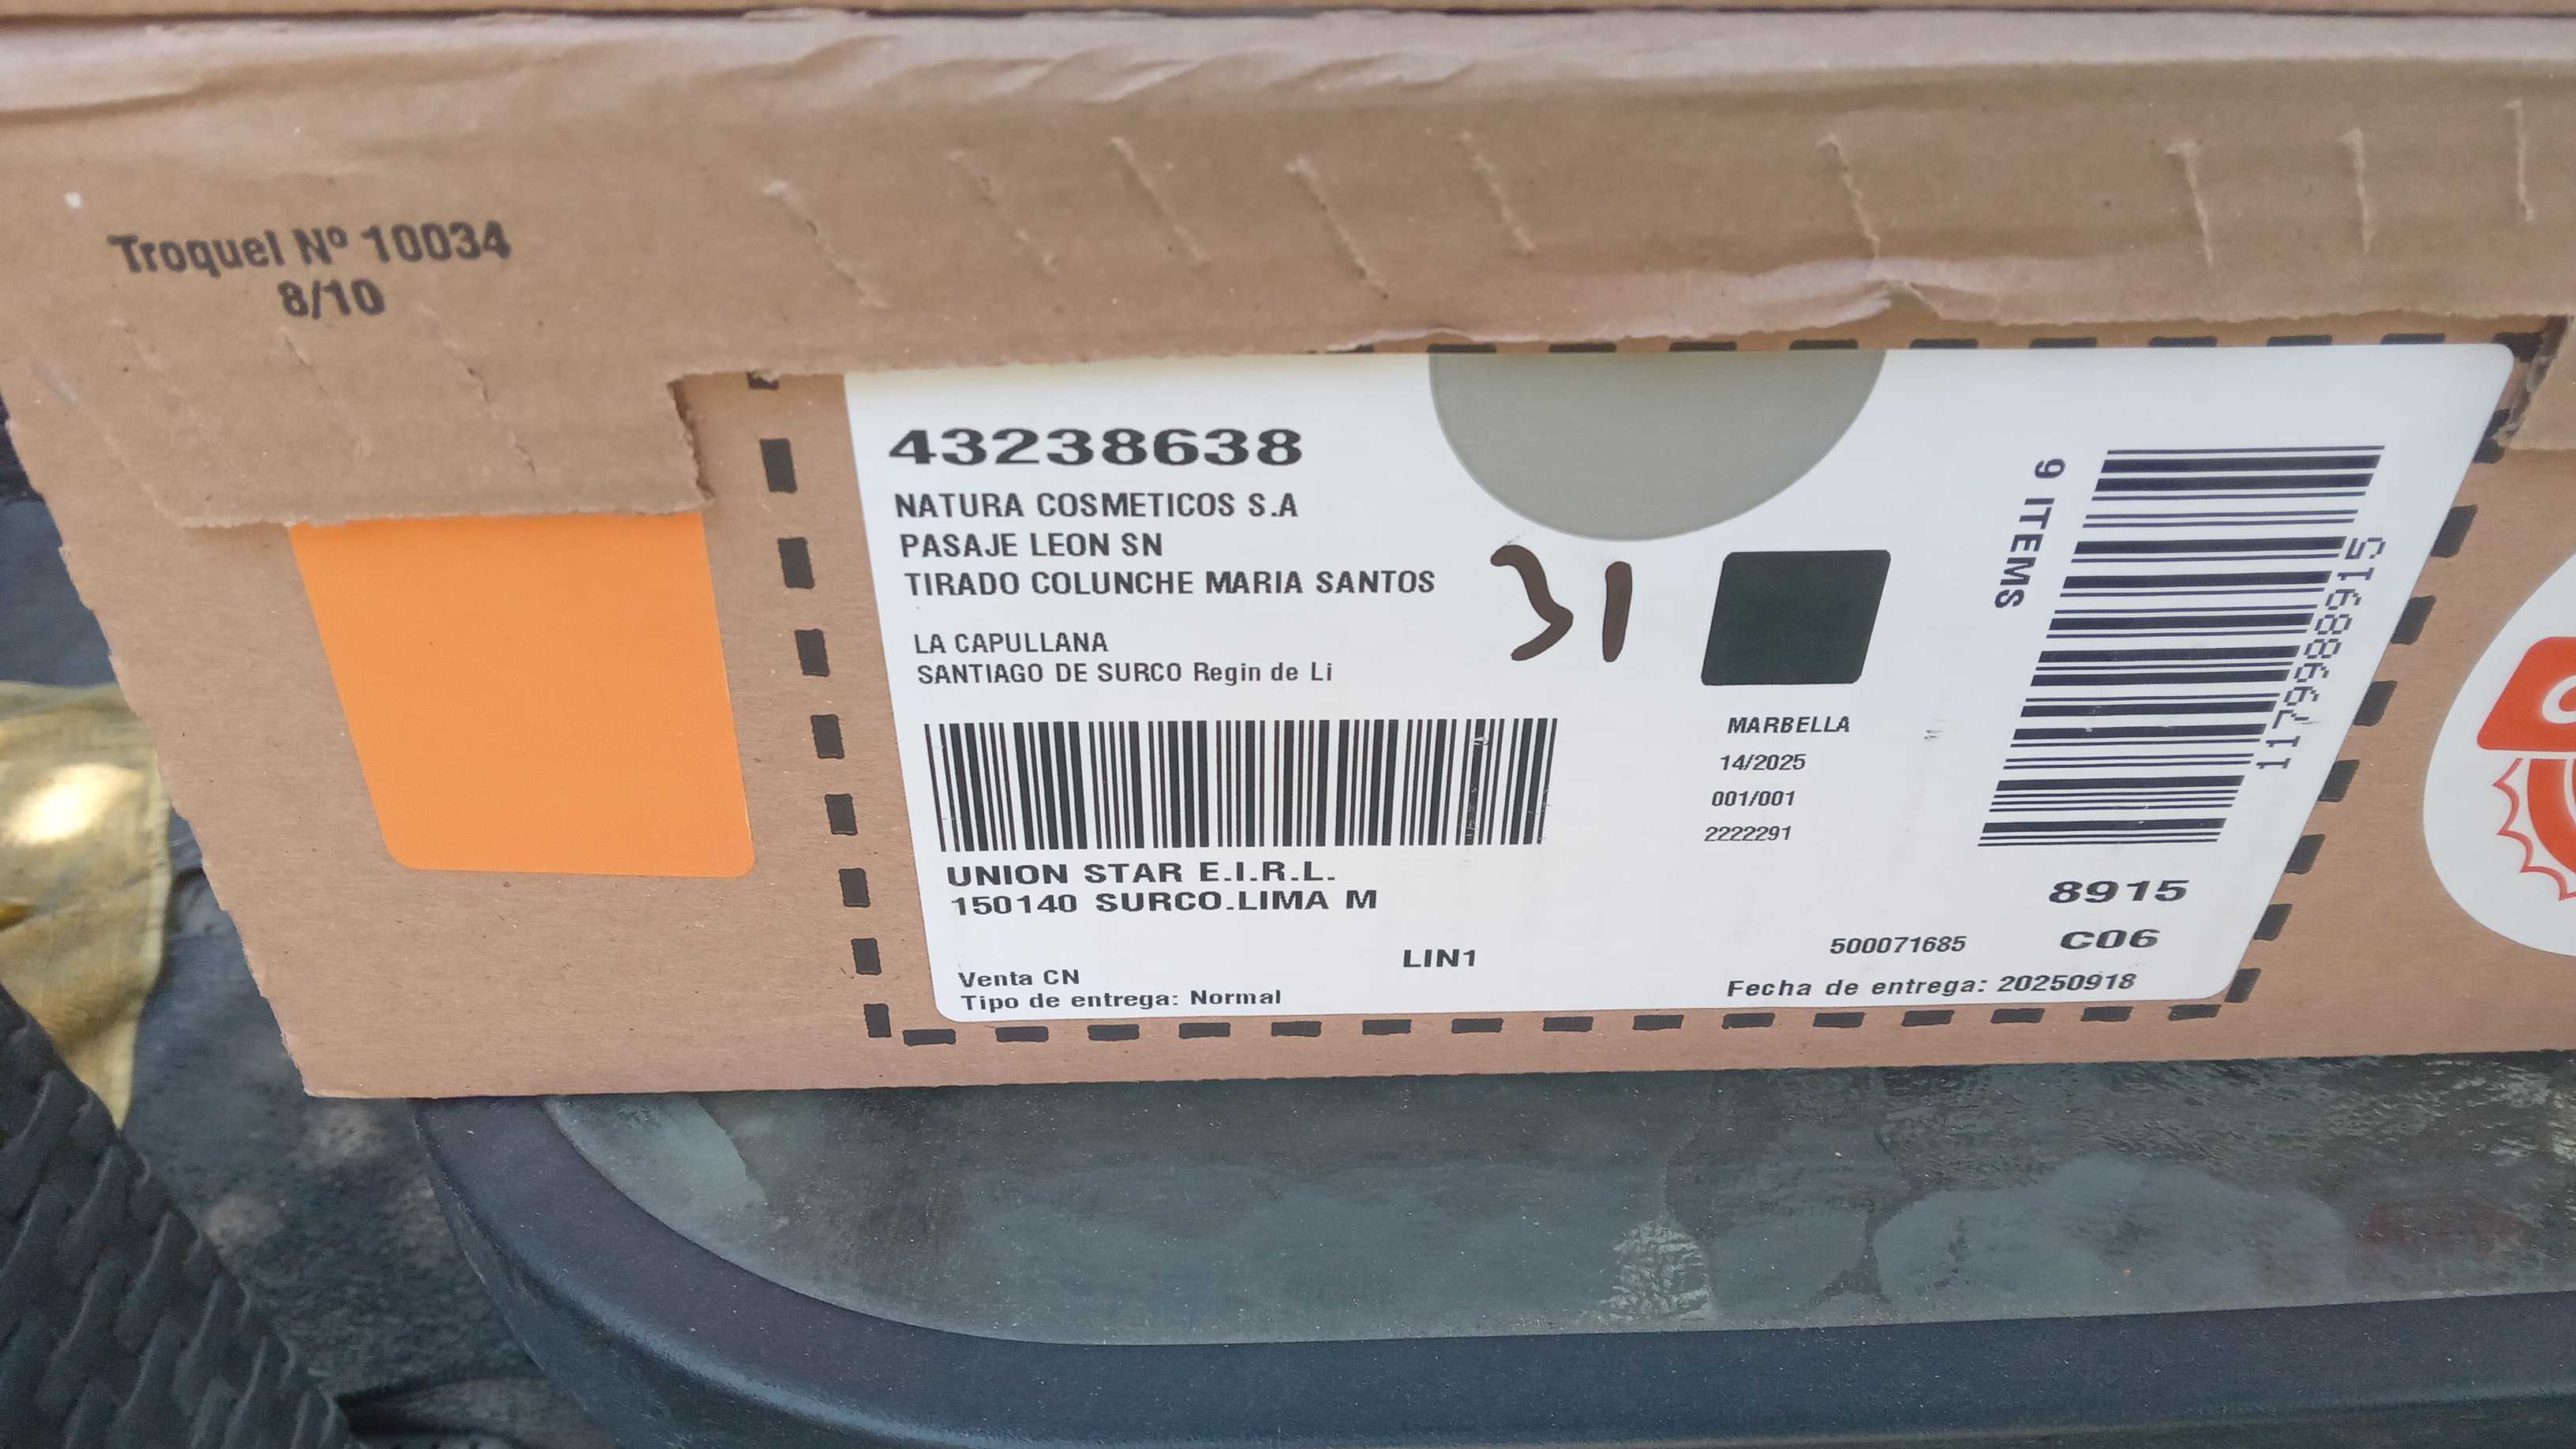 Troquel Nº 10034
8/10
43238638
NATURA COSMETICOS S.A
PASAJE LEON SN
TIRADO COLUNCHE MARIA SANTOS
LA CAPULLANA
SANTIAGO DE SURCO Regin de Li
31
MARBELLA
14/2025
001/001
2222291
9 ITEMS
1179988915
UNION STAR E.I.R.L.
150140 SURCO.LIMA M
8915
C06
LIN1
500071685
Venta CN
Tipo de entrega: Normal
Fecha de entrega: 20250918